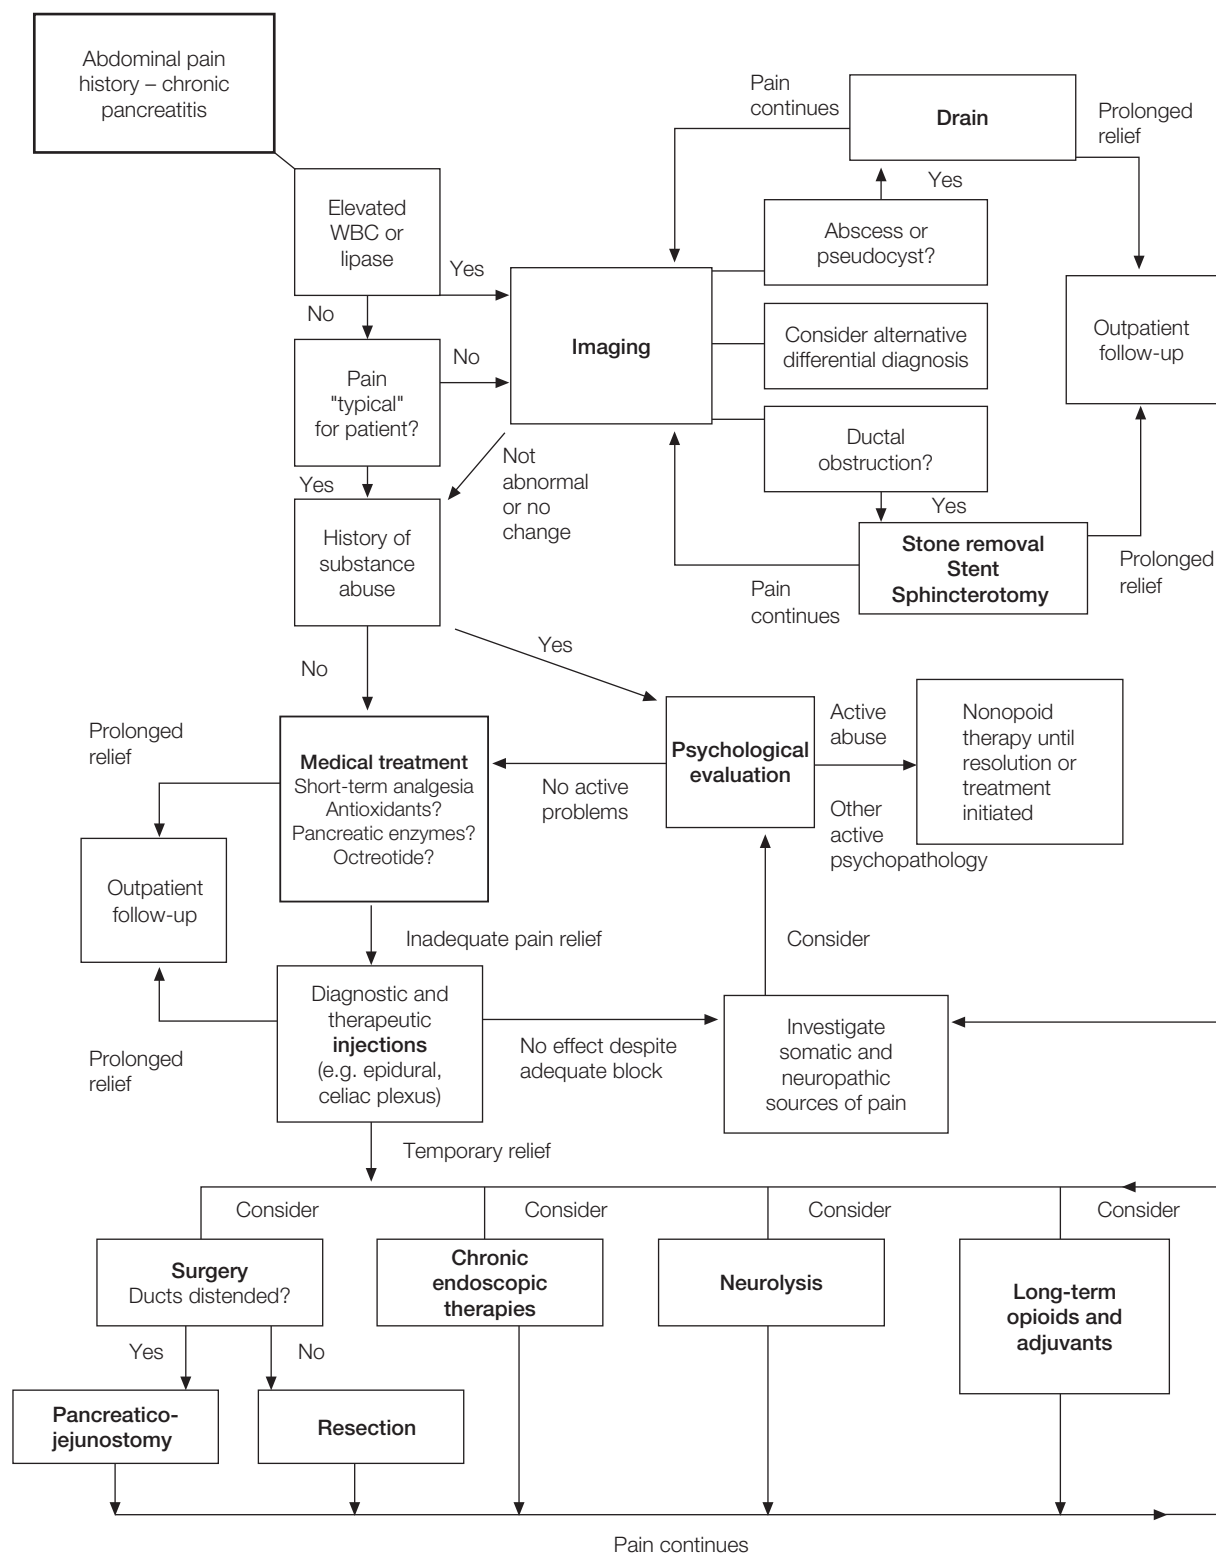 Abdominal pain
history – chronic
pancreatitis
Elevated
WBC or
lipase
Yes
No
Pain
"typical"
for patient?
No
Yes
History of
substance
abuse
Imaging
Not
abnormal
or no
change
Pain
continues
Drain
Prolonged
relief
Yes
Abscess or
pseudocyst?
Consider alternative
differential diagnosis
Outpatient
follow-up
Ductal
obstruction?
Yes
Stone removal
Stent
Sphincterotomy
Pain
continues
Prolonged
relief
Yes
No
Prolonged
relief
Medical treatment
Short-term analgesia
Antioxidants?
Pancreatic enzymes?
Octreotide?
No active
problems
Psychological
evaluation
Active
abuse
Other
active
psychopathology
Nonopoid
therapy until
resolution or
treatment
initiated
Outpatient
follow-up
Inadequate pain relief
Consider
Prolonged
relief
Diagnostic and
therapeutic
injections
(e.g. epidural,
celiac plexus)
No effect despite
adequate block
Investigate
somatic and
neuropathic
sources of pain
Temporary relief
Consider
Consider
Consider
Consider
Surgery
Ducts distended?
Chronic
endoscopic
therapies
Neurolysis
Long-term
opioids and
adjuvants
Yes
No
Pancreatico-
jejunostomy
Resection
Pain continues